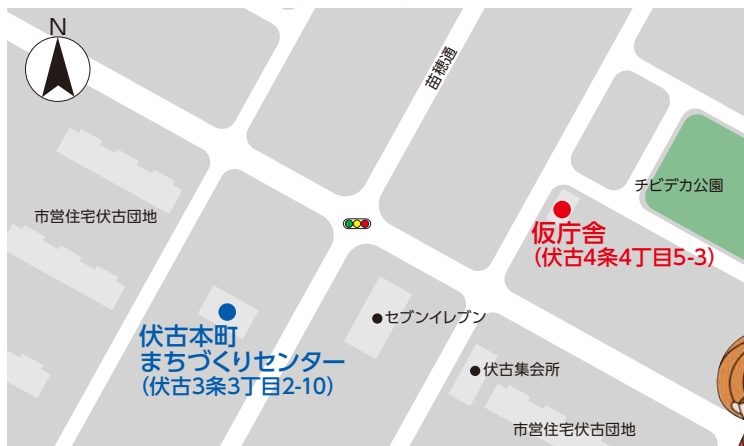 N
苗穂通
チビデカ公園
市営住宅伏古団地
仮庁舎
(伏古4条4丁目5-3)
セブンイレブン
伏古本町
まちづくりセンター
(伏古3条3丁目2-10)
伏古集会所
市営住宅伏古団地